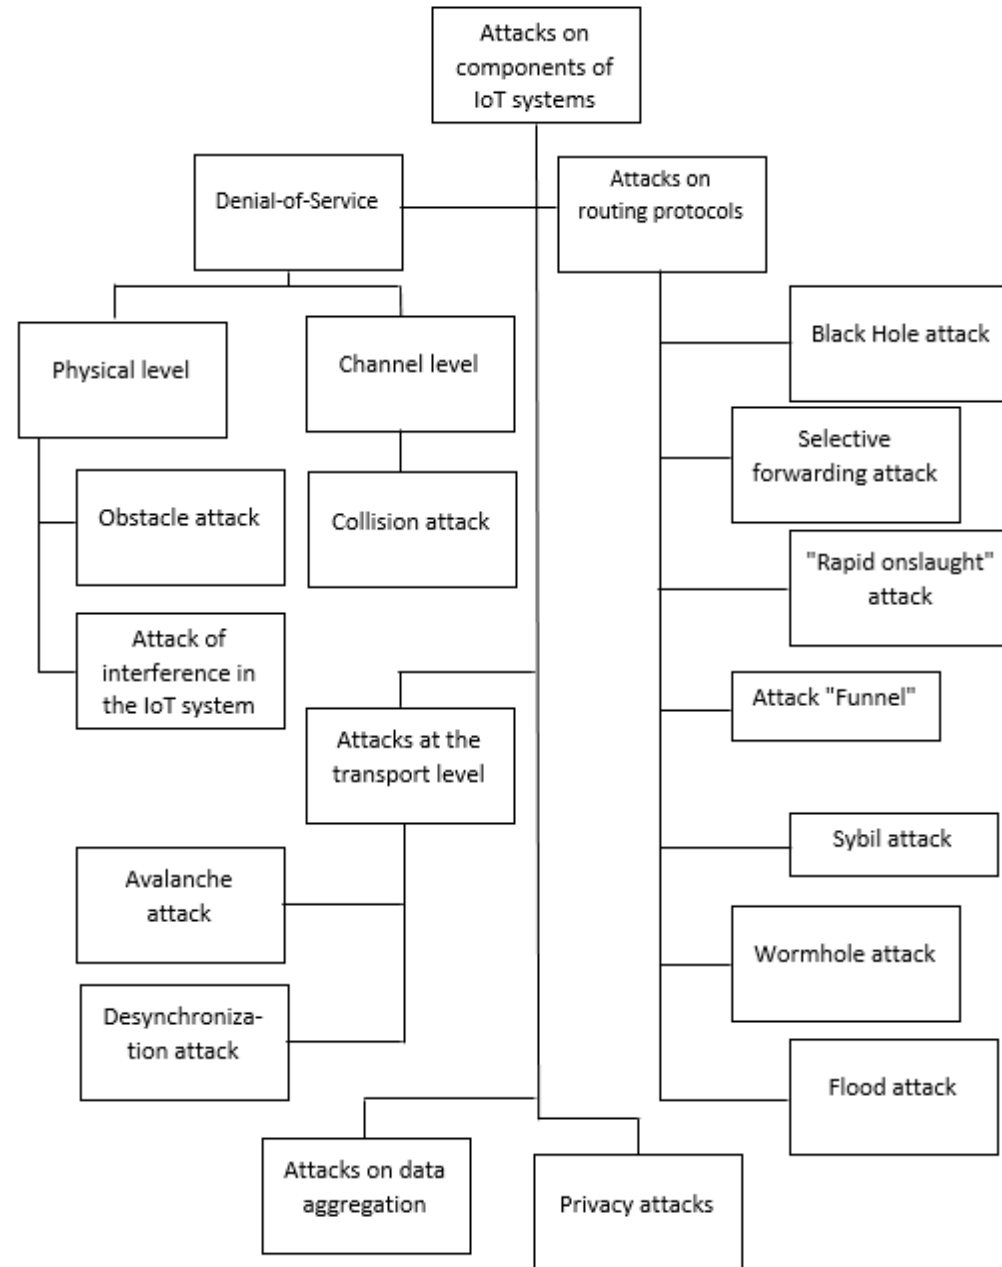 Attacks on
components of
IoT systems
Denial-of-Service
Attacks on
routing protocols
Physical level
Channel level
Black Hole attack
Selective
forwarding attack
Obstacle attack
Collision attack
"Rapid onslaught"
attack
Attack of
interference in
the IoT system
Attack "Funnel"
Attacks at the
transport level
Sybil attack
Avalanche
attack
Wormhole attack
Desynchroniza-
tion attack
Flood attack
Attacks on data
aggregation
Privacy attacks